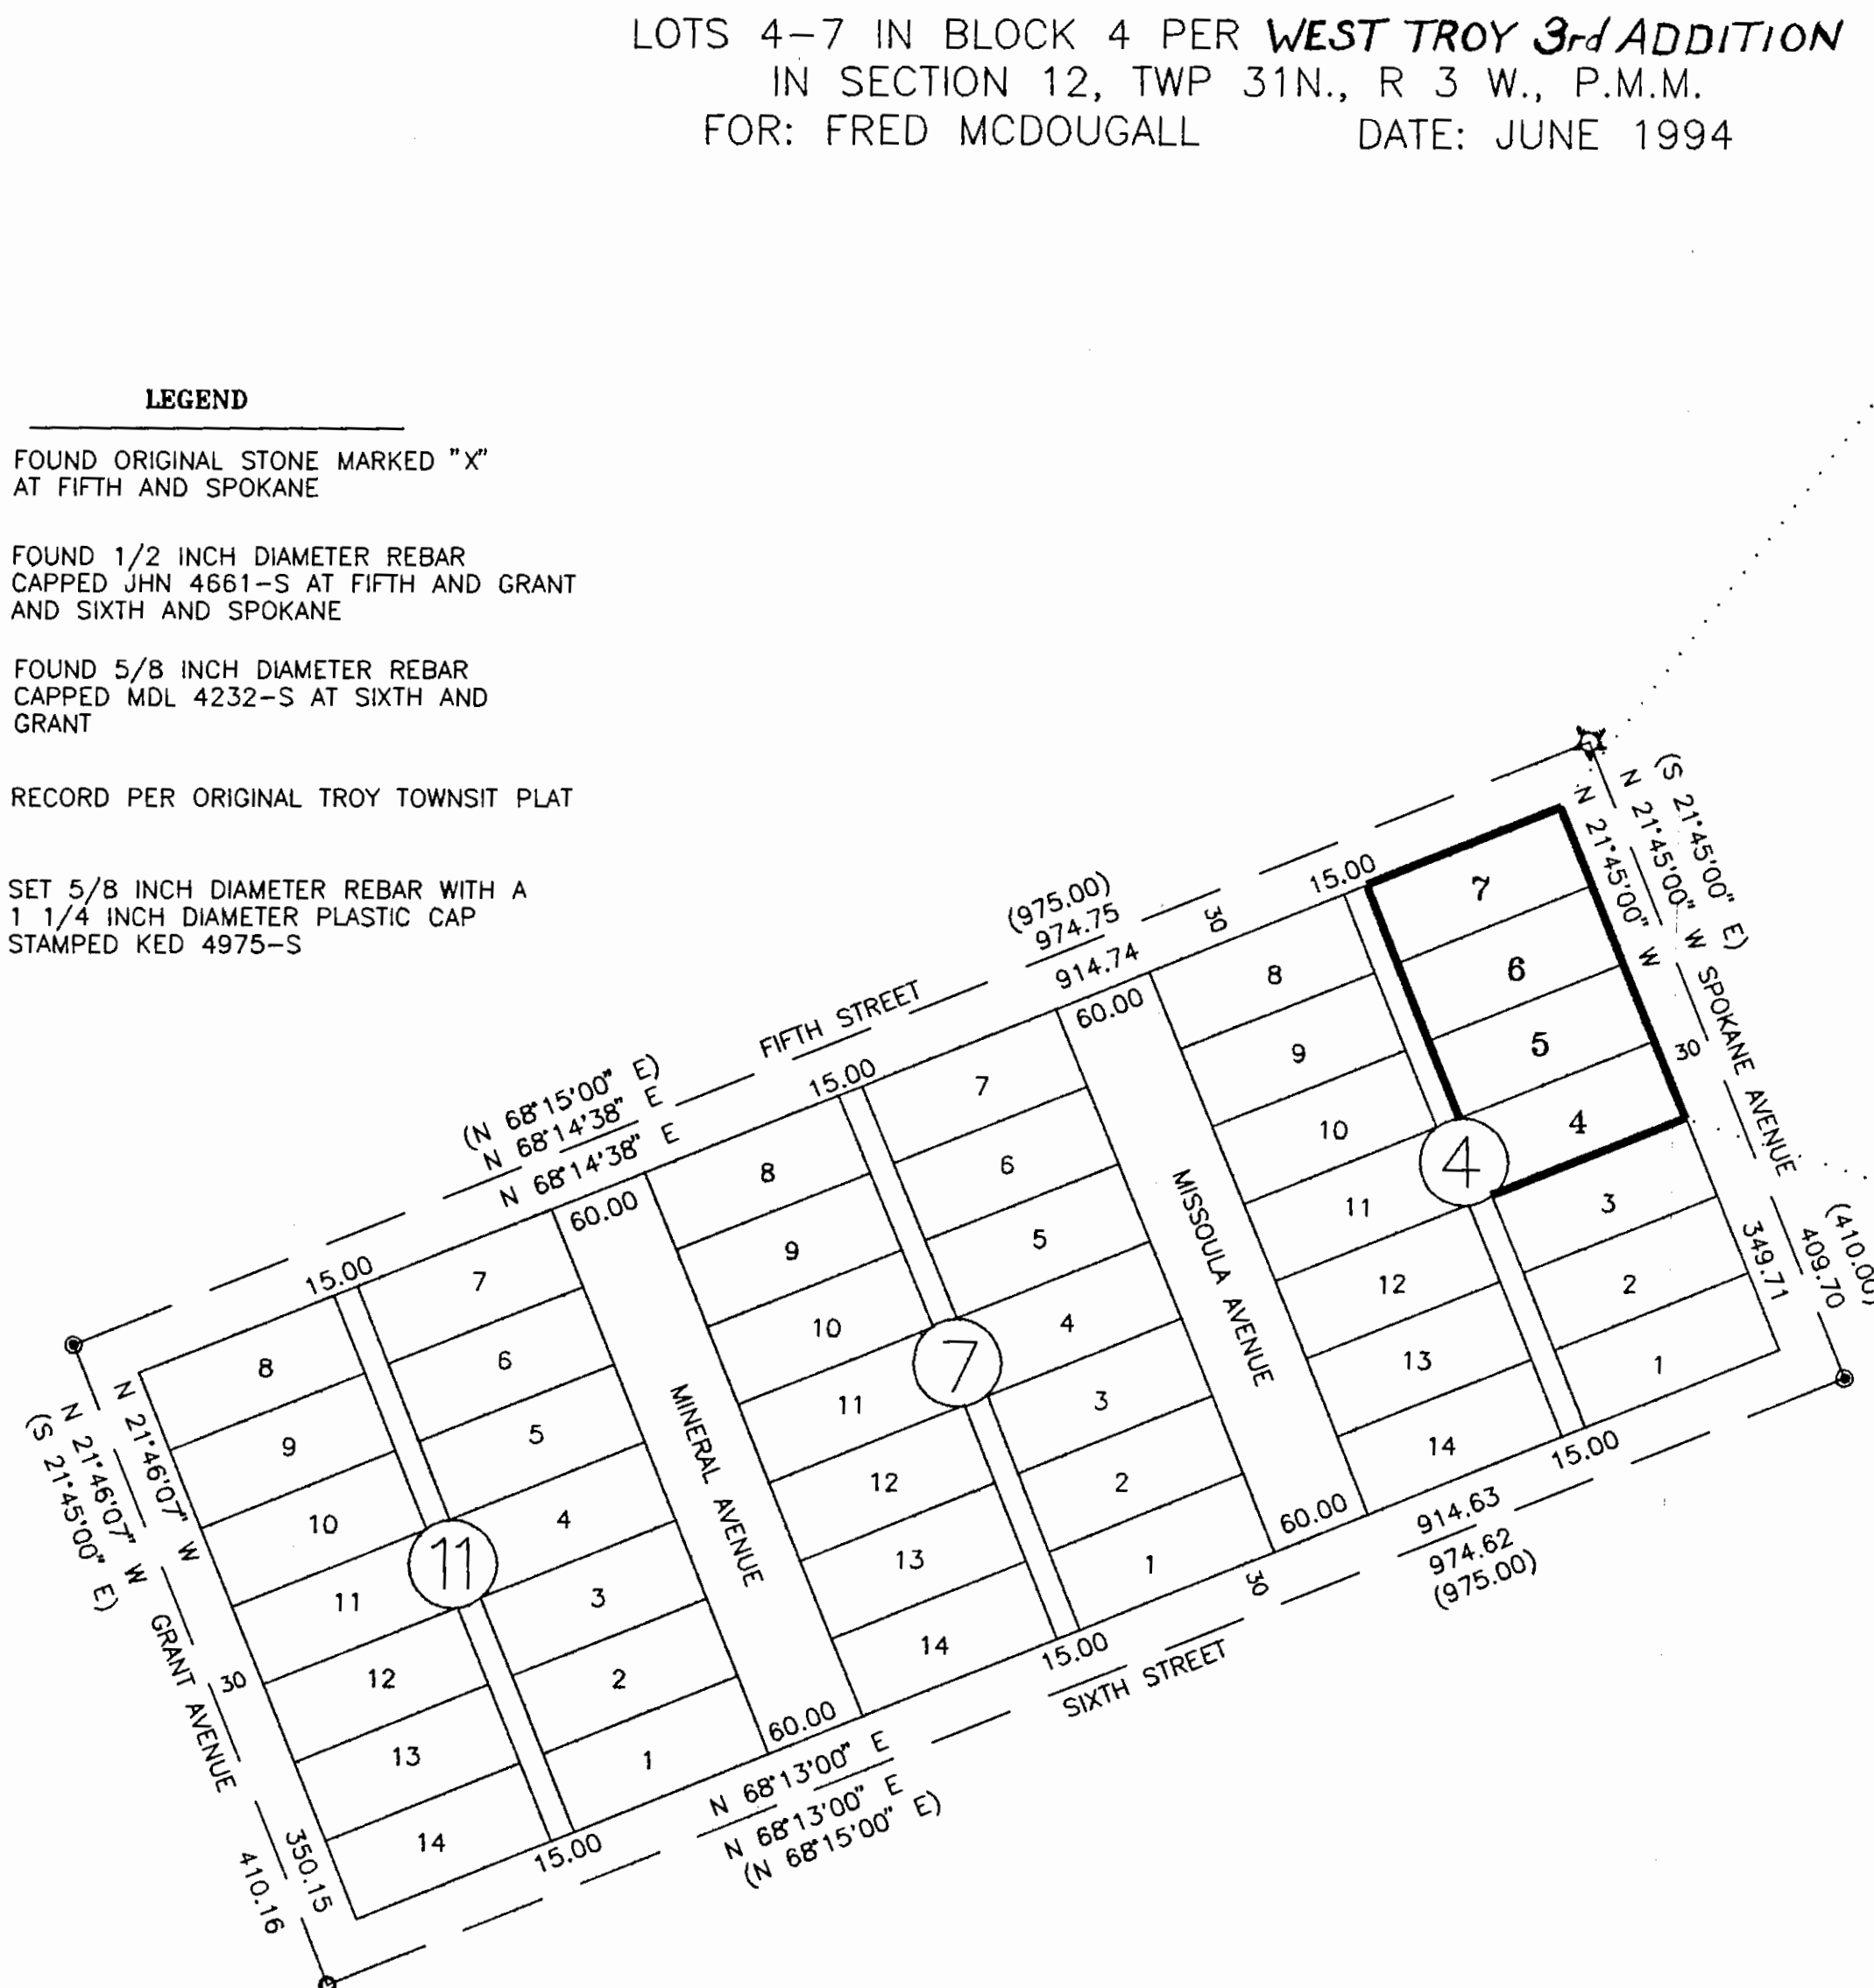 LOTS 4-7 IN BLOCK 4 PER WEST TROY 3rd ADDITION
IN SECTION 12, TWP 31N., R 3 W., P.M.M.
FOR: FRED MCDOUGALL DATE: JUNE 1994
LEGEND
FOUND ORIGINAL STONE MARKED "X"
AT FIFTH AND SPOKANE
FOUND 1/2 INCH DIAMETER REBAR
CAPPED JHN 4661-S AT FIFTH AND GRANT
AND SIXTH AND SPOKANE
FOUND 5/8 INCH DIAMETER REBAR
CAPPED MDL 4232-S AT SIXTH AND
GRANT
RECORD PER ORIGINAL TROY TOWNSIT PLAT
SET 5/8 INCH DIAMETER REBAR WITH A
1 1/4 INCH DIAMETER PLASTIC CAP
STAMPED KED 4975-S
(N 68°15'00" E)
N 68°14'38" E
N 68°14'38" E
FIFTH STREET
(975.00)
974.75
914.74
30
15.00
60.00
15.00
60.00
15.00
(S 21°45'00" E)
N 21°45'00" W
N 21°45'00" W
SPOKANE AVENUE
30
(410.00)
409.70
349.71
7
6
5
4
3
2
1
4
8
9
10
11
12
13
14
MISSOULA AVENUE
7
6
5
4
3
2
1
7
8
9
10
11
12
13
14
MINERAL AVENUE
7
6
5
4
3
2
1
11
8
9
10
11
12
13
14
N 21°46'07" W
N 21°46'07" W
(S 21°45'00" E)
GRANT AVENUE
30
350.15
410.16
15.00
60.00
15.00
60.00
15.00
N 68°13'00" E
N 68°13'00" E
(N 68°15'00" E)
SIXTH STREET
30
914.63
974.62
(975.00)